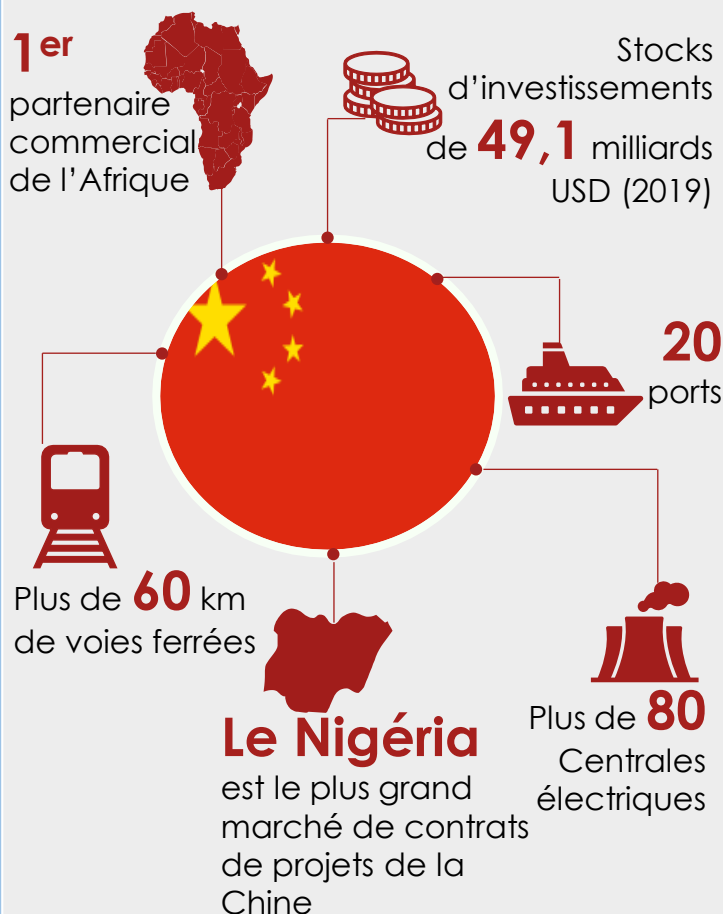 1er
partenaire
commercial
de l’Afrique
Stocks
d’investissements
de 49,1 milliards
USD (2019)
20
ports
Plus de 60 km
de voies ferrées
Plus de 80
Centrales
électriques
Le Nigéria
est le plus grand
marché de contrats
de projets de la
Chine